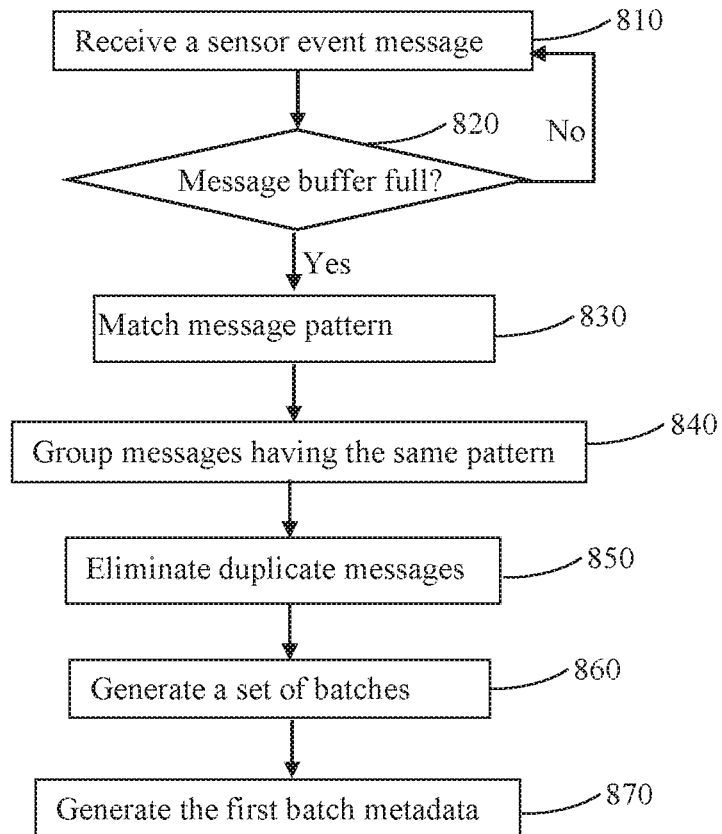 Receive a sensor event message
810
820
No
Message buffer full?
Yes
Match message pattern
830
Group messages having the same pattern
840
Eliminate duplicate messages
850
Generate a set of batches
860
Generate the first batch metadata
870